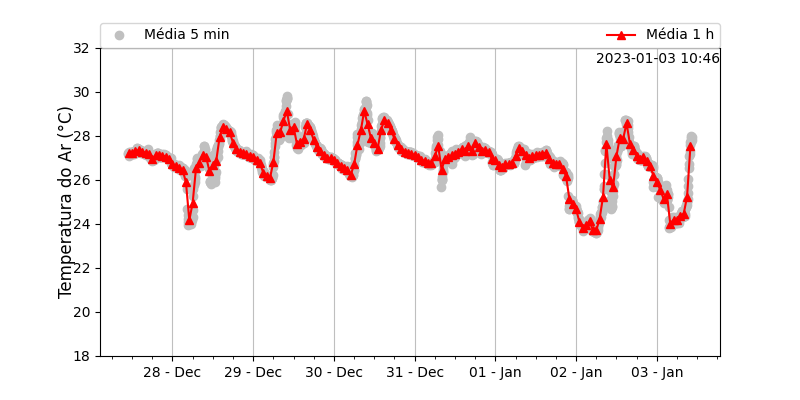 Média 5 min
Média 1 h
2023-01-03 10:46
Temperatura do Ar (°C)
32
30
28
26
24
22
20
18
28 - Dec
29 - Dec
30 - Dec
31 - Dec
01 - Jan
02 - Jan
03 - Jan